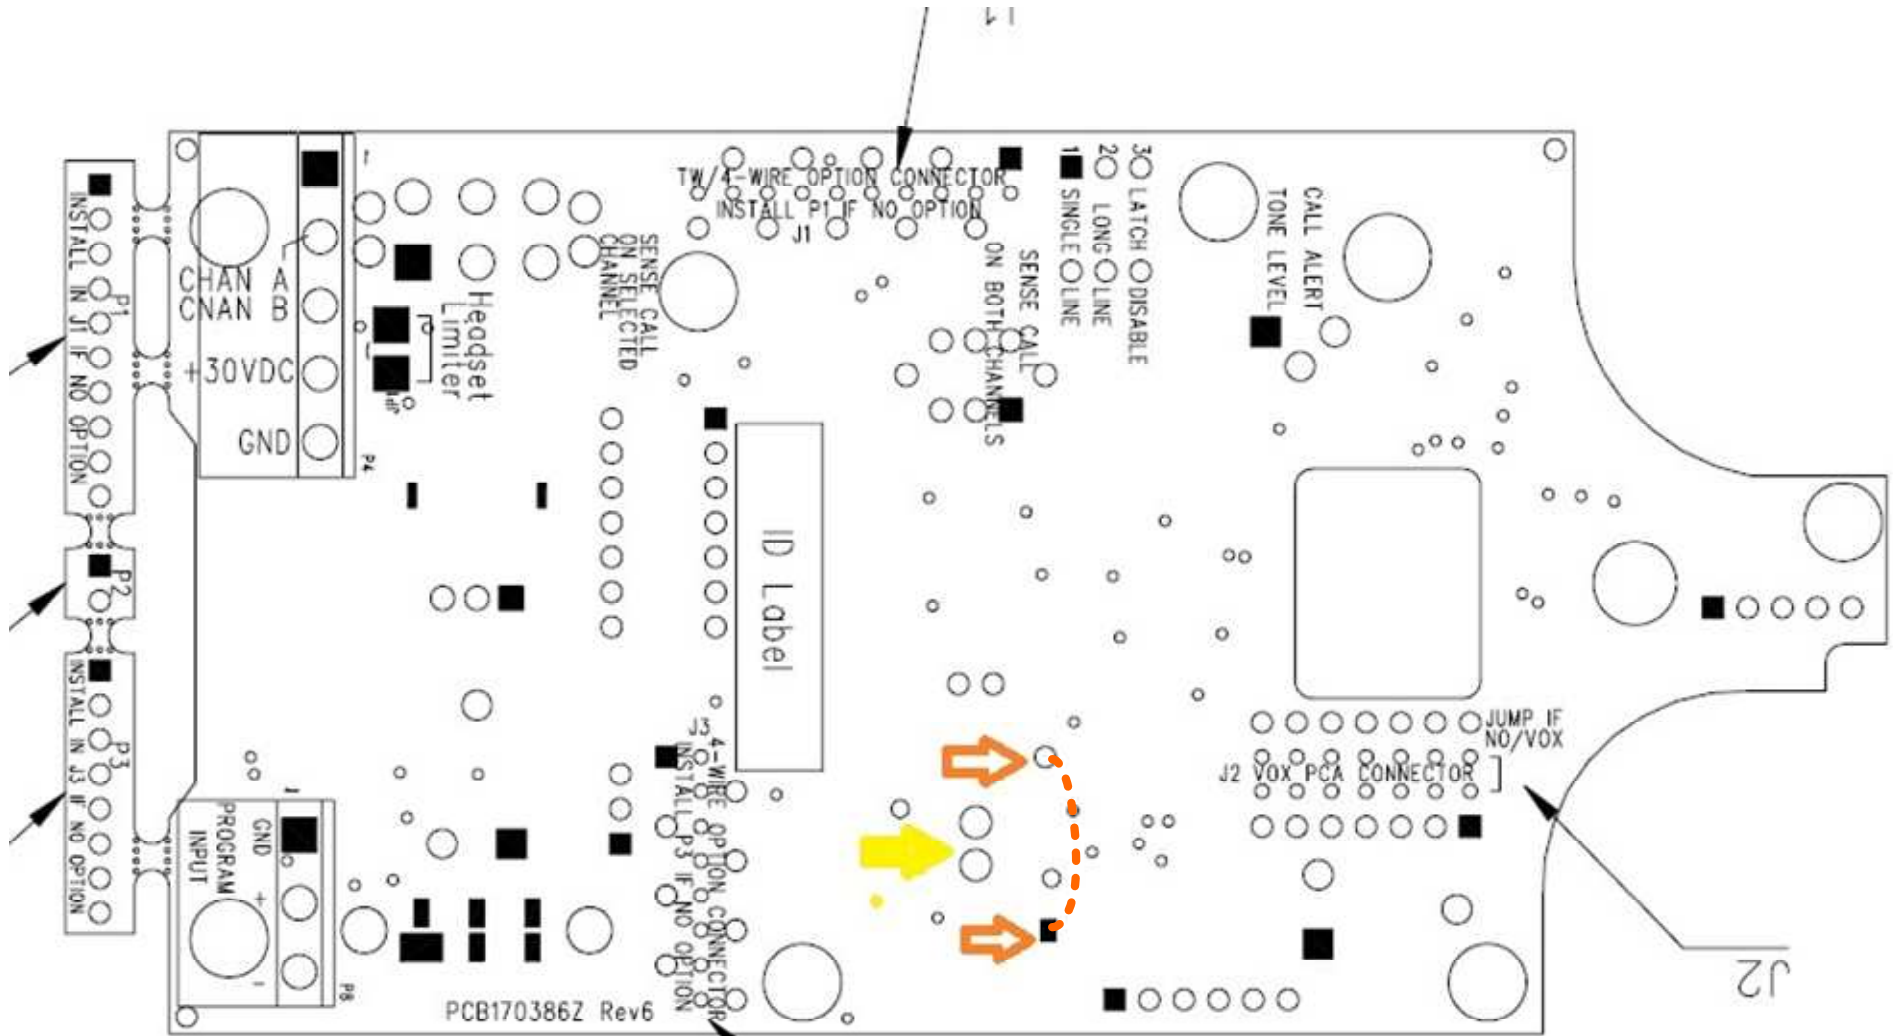 L1
TW/4-WIRE OPTION CONNECTOR
INSTALL P1 IF NO OPTION
J1
1
CHAN A
CNAN B
+30VDC
GND
P4
Headset
Limiter
JP1
SENSE CALL
ON SELECTED
CHANNEL
SENSE CALL
ON BOTH CHANNELS
1 SINGLE LINE
2 LONG LINE
3 LATCH DISABLE
CALL ALERT
TONE LEVEL
P1
INSTALL IN J1 IF NO OPTION
P2
P3
INSTALL IN J3 IF NO OPTION
ID Label
J3
4-WIRE OPTION CONNECTOR
INSTALL P3 IF NO OPTION
JUMP IF
NO/VOX
J2 VOX PCA CONNECTOR
J2
PROGRAM
INPUT
GND
+
-
P8
PCB170386Z Rev6